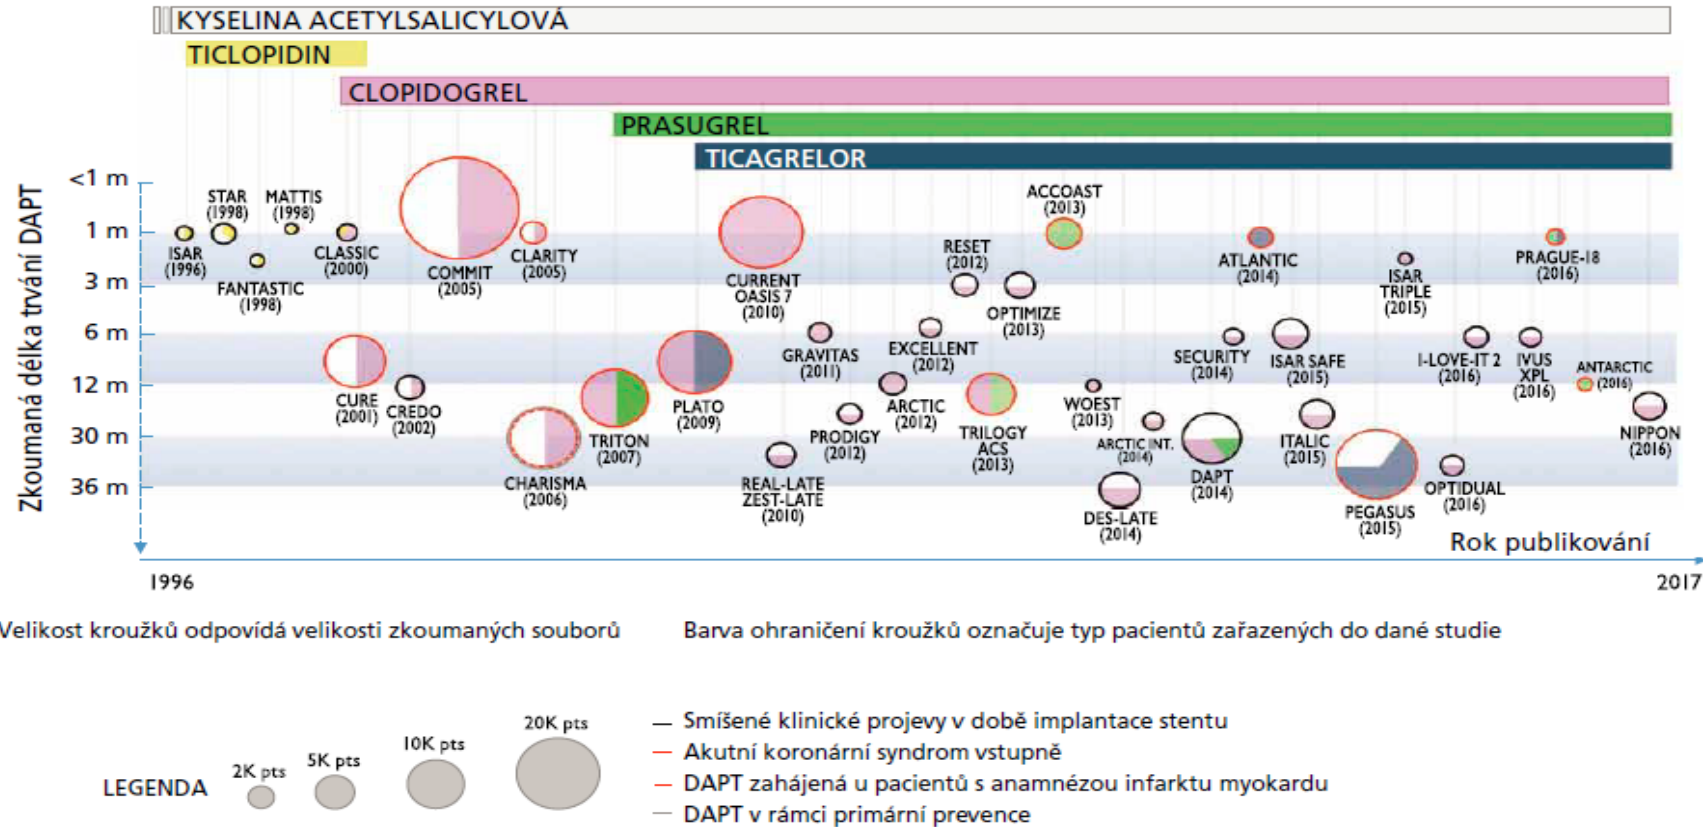 KYSELINA ACETYLSALICYLOVÁ
TICLOPIDIN
CLOPIDOGREL
PRASUGREL
TICAGRELOR
Zkoumaná délka trvání DAPT
<1 m
1 m
3 m
6 m
12 m
30 m
36 m
ISAR
(1996)
STAR
(1998)
FANTASTIC
(1998)
MATTIS
(1998)
CLASSIC
(2000)
COMMIT
(2005)
CLARITY
(2005)
CURRENT
OASIS 7
(2010)
RESET
(2012)
ACCOAST
(2013)
OPTIMIZE
(2013)
ATLANTIC
(2014)
ISAR
TRIPLE
(2015)
PRAGUE-18
(2016)
CURE
(2001)
CREDO
(2002)
CHARISMA
(2006)
TRITON
(2007)
PLATO
(2009)
GRAVITAS
(2011)
REAL-LATE
ZEST-LATE
(2010)
PRODIGY
(2012)
EXCELLENT
(2012)
ARCTIC
(2012)
TRILOGY
ACS
(2013)
WOEST
(2013)
ARCTIC INT.
(2014)
DES-LATE
(2014)
SECURITY
(2014)
DAPT
(2014)
ISAR SAFE
(2015)
ITALIC
(2015)
PEGASUS
(2015)
I-LOVE-IT 2
(2016)
OPTIDUAL
(2016)
IVUS
XPL
(2016)
ANTARCTIC
(2016)
NIPPON
(2016)
Rok publikování
1996
2017
Velikost kroužků odpovídá velikosti zkoumaných souborů
Barva ohraničení kroužků označuje typ pacientů zařazených do dané studie
LEGENDA
2K pts
5K pts
10K pts
20K pts
Smíšené klinické projevy v době implantace stentu
Akutní koronární syndrom vstupně
DAPT zahájená u pacientů s anamnézou infarktu myokardu
DAPT v rámci primární prevence